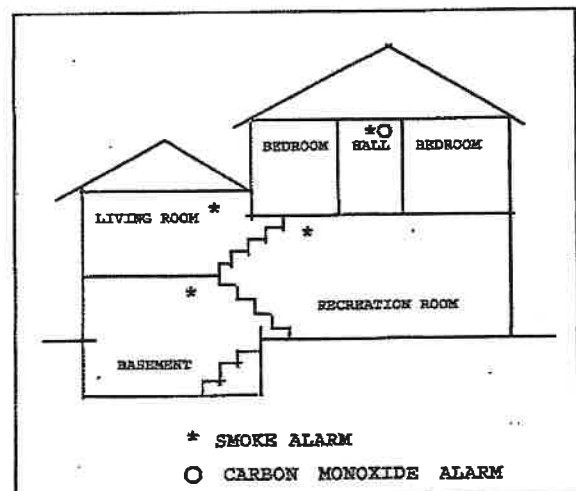 BEDROOM HALL BEDROOM
LIVING ROOM *
RECREATION ROOM
BASEMENT
* SMOKE ALARM
O CARBON MONOXIDE ALARM